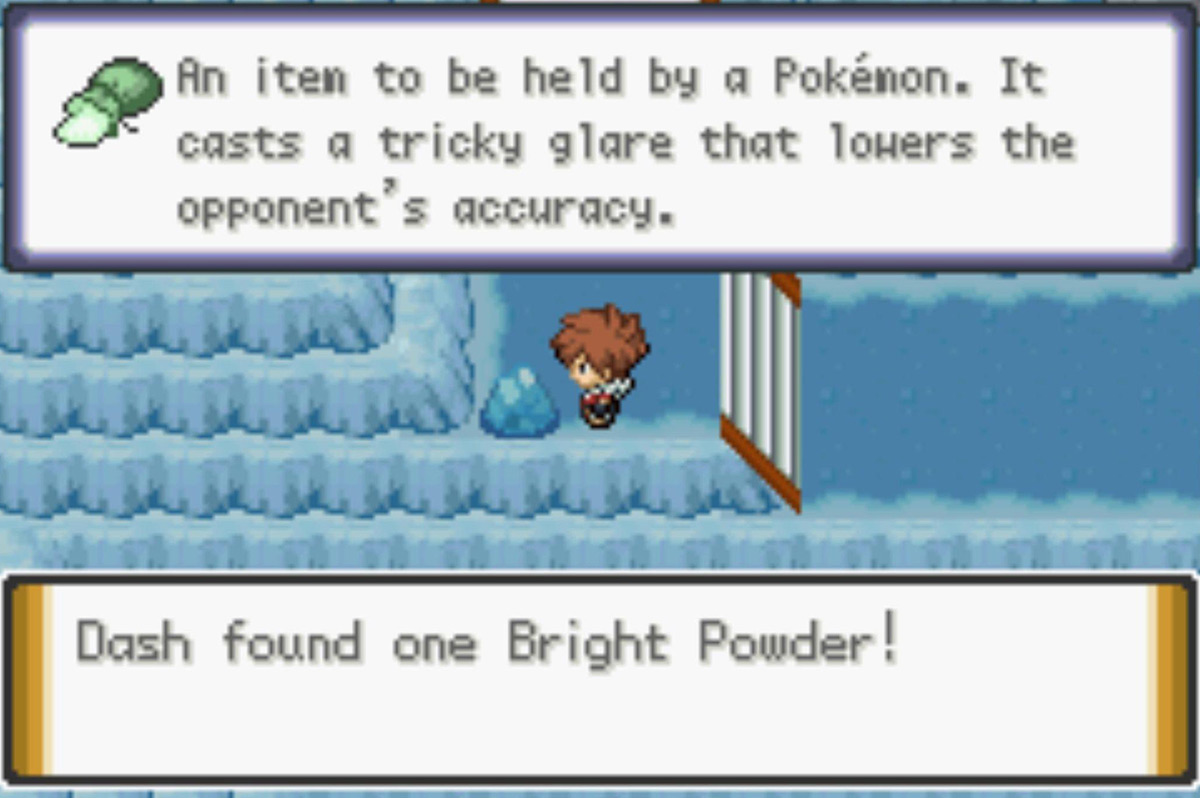 An item to be held by a Pokémon. It
casts a tricky glare that lowers the
opponent's accuracy.
Dash found one Bright Powder!